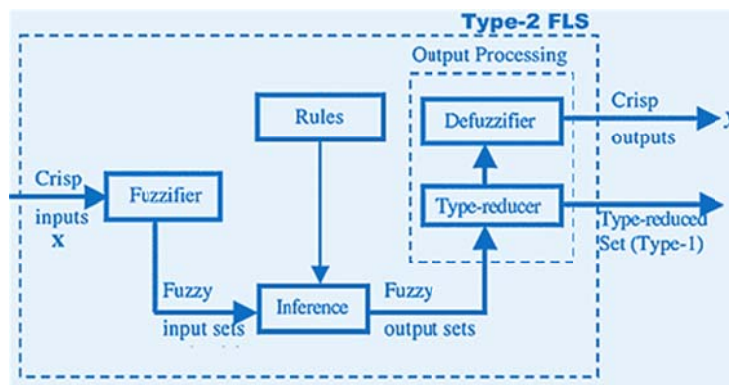 Type-2 FLS
Output Processing
Rules
Defuzzifier
Crisp
outputs
y
Crisp
inputs
x
Fuzzifier
Type-reducer
Type-reduced
Set (Type-1)
Fuzzy
input sets
Inference
Fuzzy
output sets